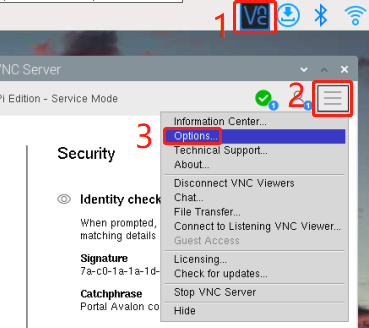 1
VNC Server
Pi Edition - Service Mode
1
1
2
3
Security
Information Center...
Options...
Technical Support...
About...
Disconnect VNC Viewers
Chat...
File Transfer...
Connect to Listening VNC Viewer...
Guest Access
Licensing...
Check for updates...
Stop VNC Server
Hide
Identity check
When prompted,
matching details
Signature
7a-c0-1a-1a-1d-
Catchphrase
Portal Avalon co